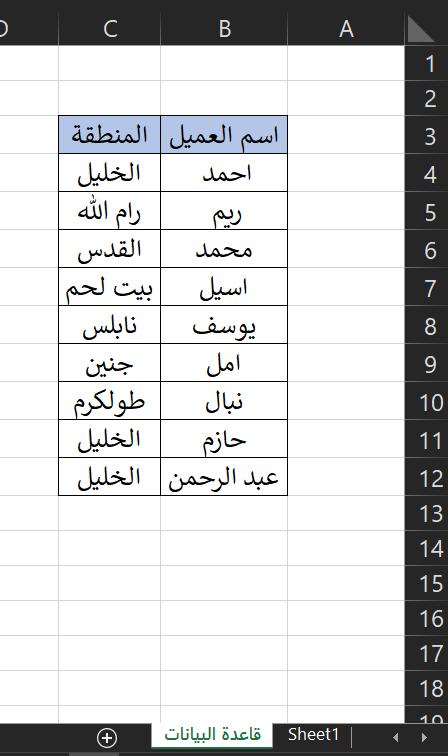 A B C D
1
2
3 اسم العميل المنطقة
4 احمد الخليل
5 ريم رام الله
6 محمد القدس
7 اسيل بيت لحم
8 يوسف نابلس
9 امل جنين
10 نبال طولكرم
11 حازم الخليل
12 عبد الرحمن الخليل
13
14
15
16
17
18
19
Sheet1 قاعدة البيانات